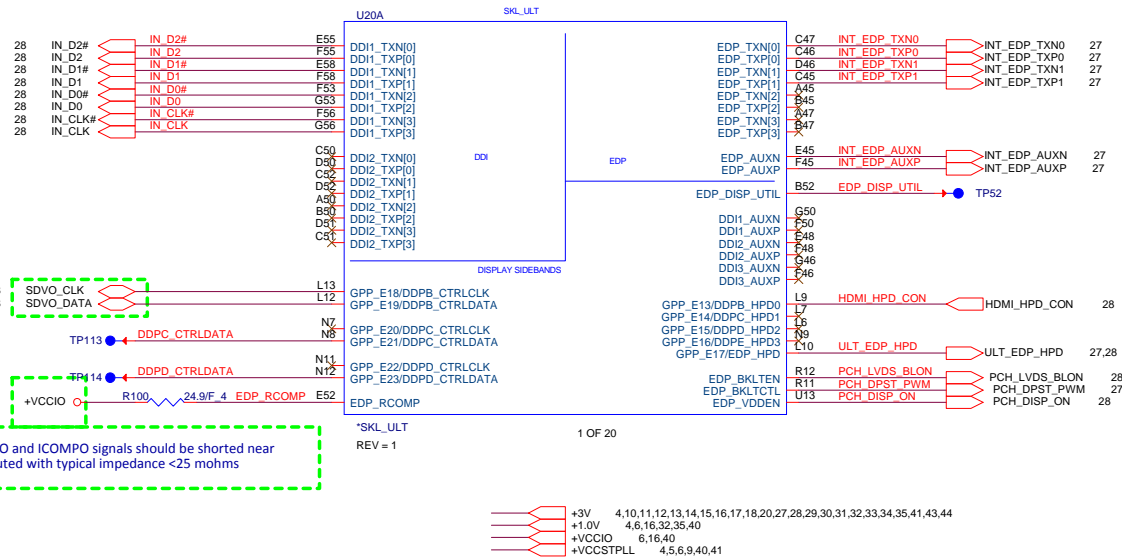 U20A
SKL_ULT
28 IN_D2# IN_D2# E55 DDI1_TXN[0]
28 IN_D2 IN_D2 F55 DDI1_TXP[0]
28 IN_D1# IN_D1# E58 DDI1_TXN[1]
28 IN_D1 IN_D1 F58 DDI1_TXP[1]
28 IN_D0# IN_D0# F53 DDI1_TXN[2]
28 IN_D0 IN_D0 G53 DDI1_TXP[2]
28 IN_CLK# IN_CLK# F56 DDI1_TXN[3]
28 IN_CLK IN_CLK G56 DDI1_TXP[3]
C50 DDI2_TXN[0]
D50 DDI2_TXP[0]
C52 DDI2_TXN[1]
D52 DDI2_TXP[1]
A50 DDI2_TXN[2]
B50 DDI2_TXP[2]
D51 DDI2_TXN[3]
C51 DDI2_TXP[3]
DDI
EDP
DISPLAY SIDEBANDS
EDP_TXN[0] C47 INT_EDP_TXN0 INT_EDP_TXN0 27
EDP_TXP[0] C46 INT_EDP_TXP0 INT_EDP_TXP0 27
EDP_TXN[1] D46 INT_EDP_TXN1 INT_EDP_TXN1 27
EDP_TXP[1] C45 INT_EDP_TXP1 INT_EDP_TXP1 27
EDP_TXN[2] A45
EDP_TXP[2] B45
EDP_TXN[3] A47
EDP_TXP[3] B47
EDP_AUXN E45 INT_EDP_AUXN INT_EDP_AUXN 27
EDP_AUXP F45 INT_EDP_AUXP INT_EDP_AUXP 27
EDP_DISP_UTIL B52 EDP_DISP_UTIL TP52
DDI1_AUXN G50
DDI1_AUXP F50
DDI2_AUXN E48
DDI2_AUXP F48
DDI3_AUXN G46
DDI3_AUXP F46
SDVO_CLK L13 GPP_E18/DDPB_CTRLCLK
SDVO_DATA L12 GPP_E19/DDPB_CTRLDATA
N7 GPP_E20/DDPC_CTRLCLK
TP113 DDPC_CTRLDATA N8 GPP_E21/DDPC_CTRLDATA
N11 GPP_E22/DDPD_CTRLCLK
TP114 DDPD_CTRLDATA N12 GPP_E23/DDPD_CTRLDATA
+VCCIO R100 24.9/F_4 EDP_RCOMP E52 EDP_RCOMP
GPP_E13/DDPB_HPD0 L9 HDMI_HPD_CON HDMI_HPD_CON 28
GPP_E14/DDPC_HPD1 L7
GPP_E15/DDPD_HPD2 L6
GPP_E16/DDPE_HPD3 N9
GPP_E17/EDP_HPD L10 ULT_EDP_HPD ULT_EDP_HPD 27,28
EDP_BKLTEN R12 PCH_LVDS_BLON PCH_LVDS_BLON 28
EDP_BKLTCTL R11 PCH_DPST_PWM PCH_DPST_PWM 27
EDP_VDDEN U13 PCH_DISP_ON PCH_DISP_ON 28
*SKL_ULT
REV = 1
1 OF 20
O and ICOMPO signals should be shorted near
uted with typical impedance <25 mohms
+3V 4,10,11,12,13,14,15,16,17,18,20,27,28,29,30,31,32,33,34,35,41,43,44
+1.0V 4,6,16,32,35,40
+VCCIO 6,16,40
+VCCSTPLL 4,5,6,9,40,41